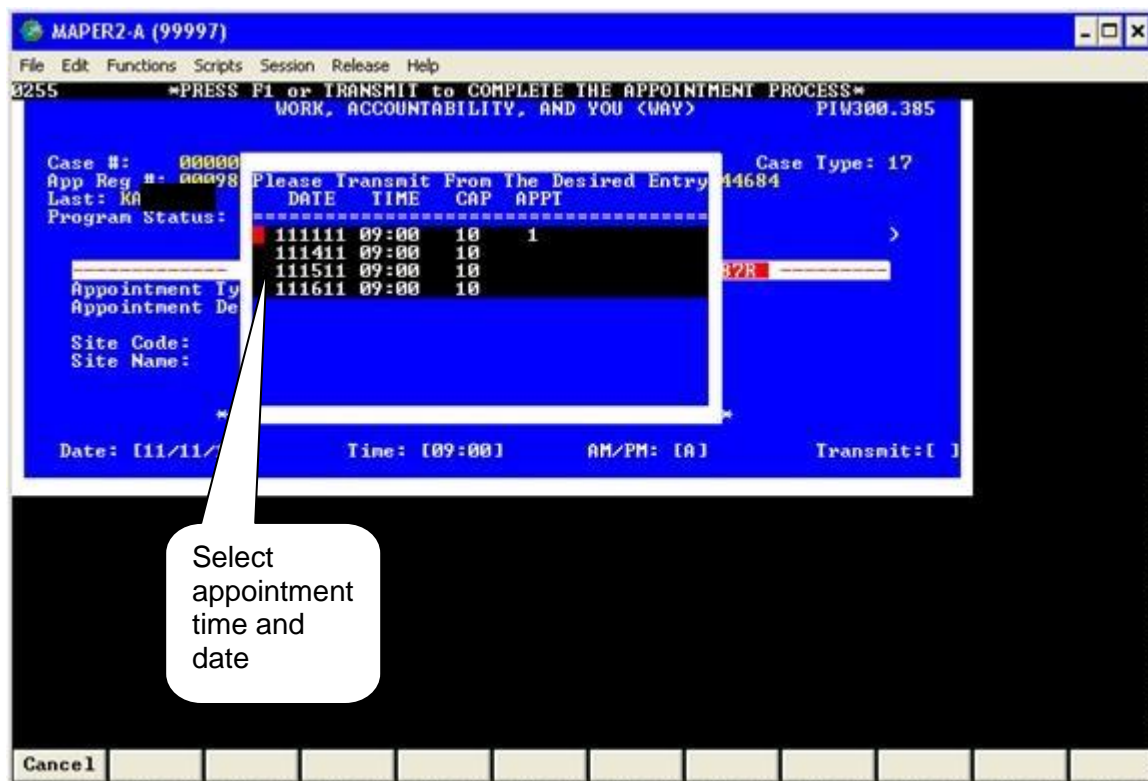 MAPER2-A (99997)
File Edit Functions Scripts Session Release Help
0255 *PRESS F1 or TRANSMIT to COMPLETE THE APPOINTMENT PROCESS*
WORK, ACCOUNTABILITY, AND YOU (WAY) PIW300.385
Case #: 00000 Case Type: 17
App Reg #: 00098 44684
Last: KA
Program Status: >
Please Transmit From The Desired Entry
DATE TIME CAP APPT
111111 09:00 10 1
111411 09:00 10
111511 09:00 10
111611 09:00 10
Appointment Ty
Appointment De
Site Code:
Site Name:
* *
Date: [11/11/ Time: [09:00] AM/PM: [A] Transmit:[ ]
Select
appointment
time and
date
Cancel